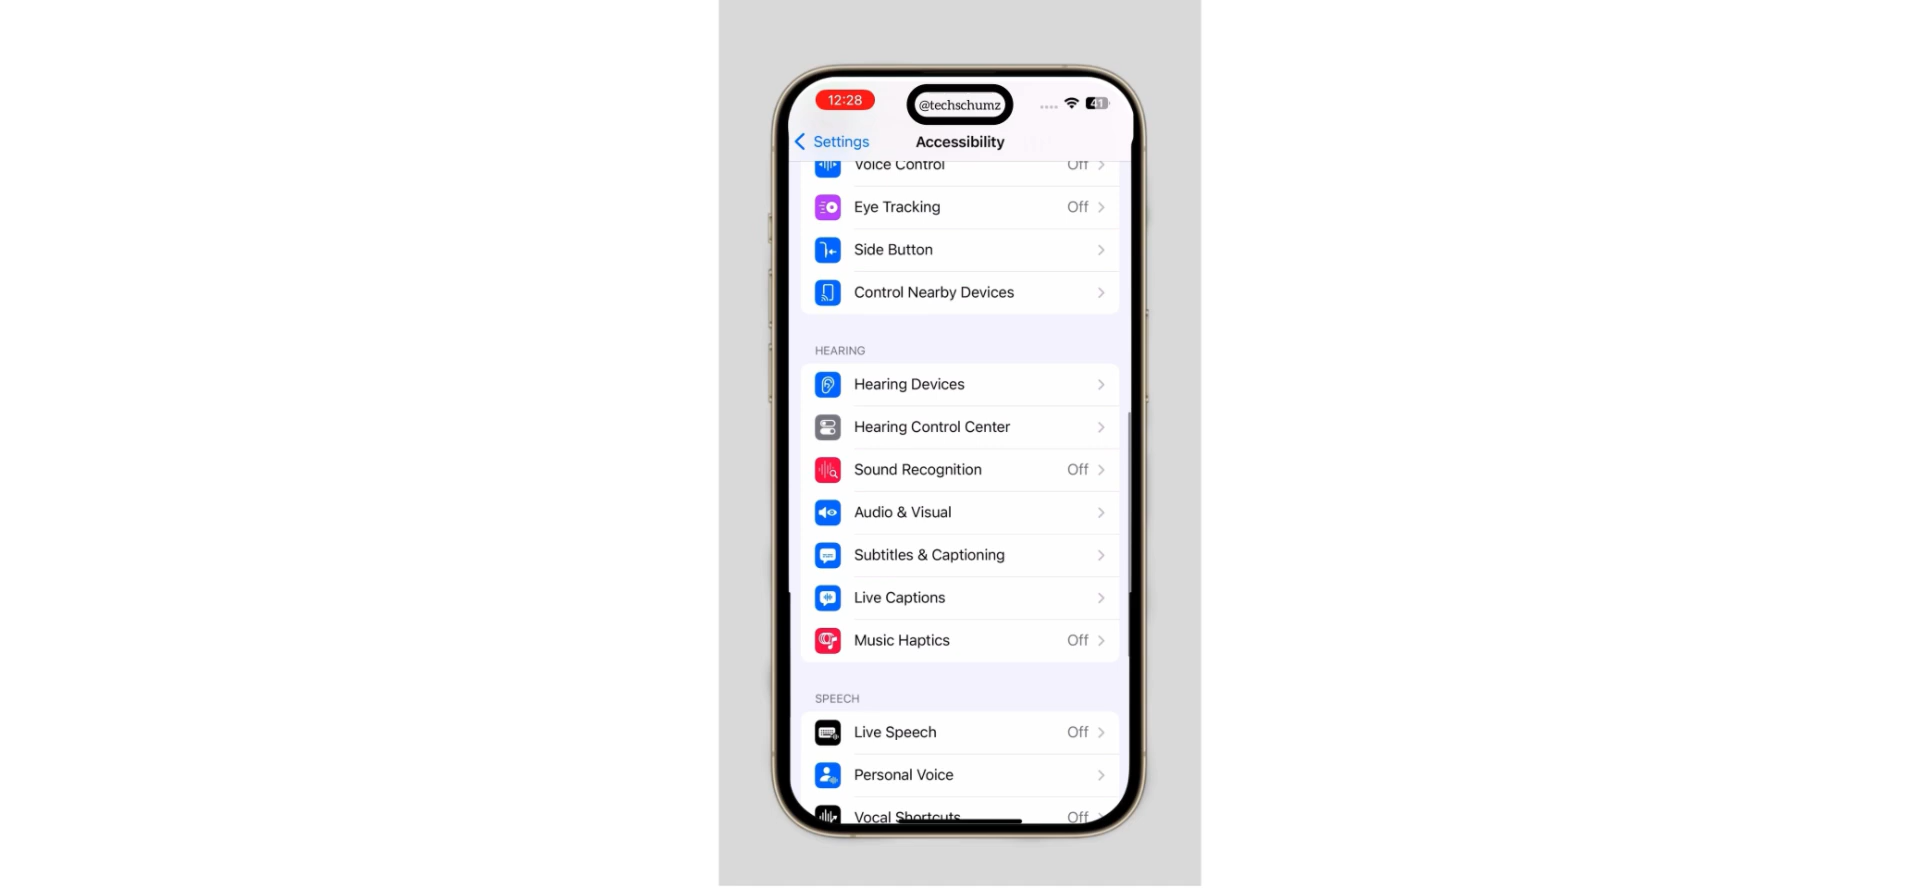 12:28
@techschumz
41
Settings
Accessibility
Voice Control
Off
Eye Tracking
Off
Side Button
Control Nearby Devices
HEARING
Hearing Devices
Hearing Control Center
Sound Recognition
Off
Audio & Visual
Subtitles & Captioning
Live Captions
Music Haptics
Off
SPEECH
Live Speech
Off
Personal Voice
Vocal Shortcuts
Off